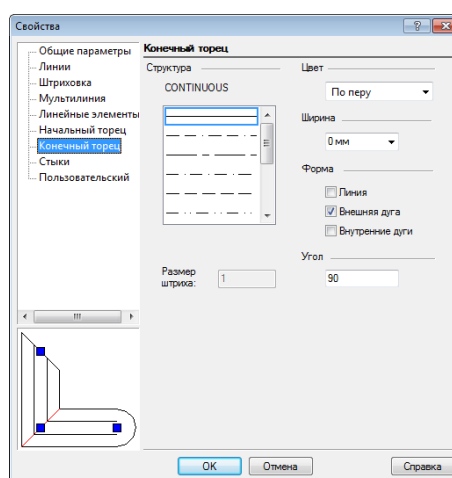 Свойства
Общие параметры
Линии
Штриховка
Мультилиния
Линейные элементы
Начальный торец
Конечный торец
Стыки
Пользовательский
Конечный торец
Структура
CONTINUOUS
Размер
штриха:
1
Цвет
По перу
Ширина
0 мм
Форма
Линия
Внешняя дуга
Внутренние дуги
Угол
90
OK
Отмена
Справка